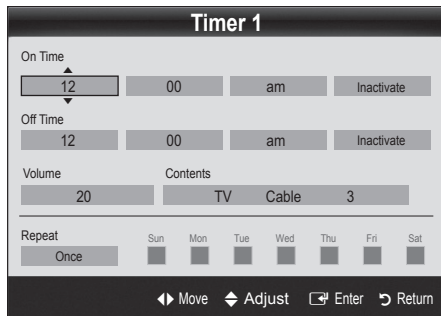 Timer 1
On Time
12 00 am Inactivate
Off Time
12 00 am Inactivate
Volume Contents
20 TV Cable 3
Repeat Sun Mon Tue Wed Thu Fri Sat
Once
Move Adjust Enter Return